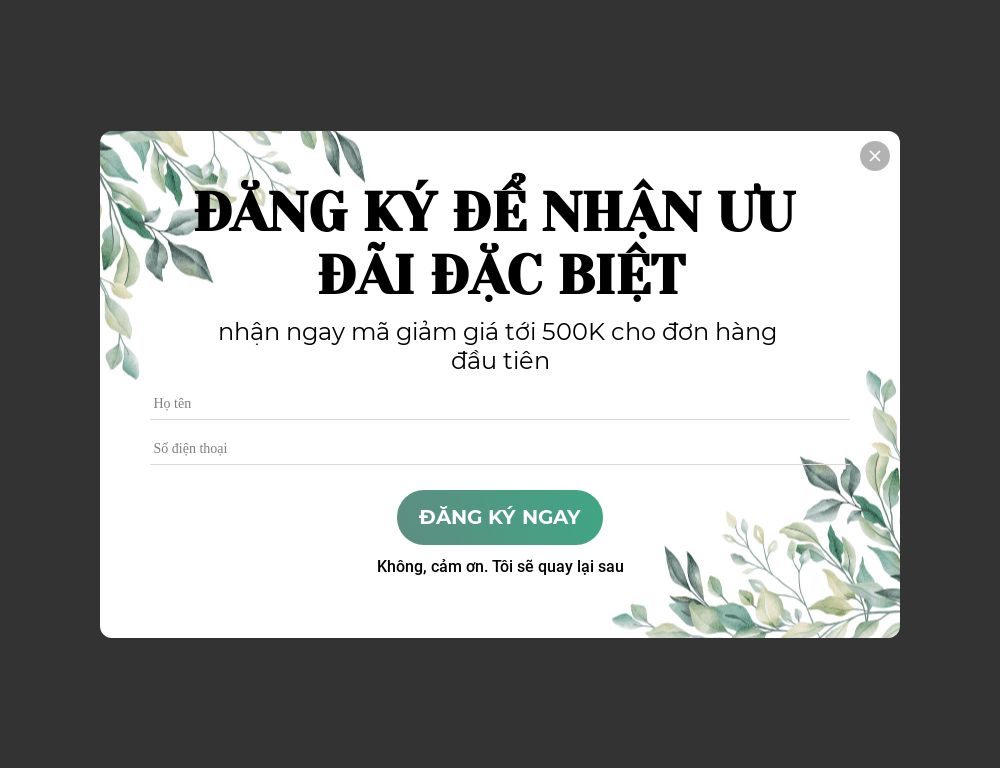 ĐĂNG KÝ ĐỂ NHẬN ƯU
ĐÃI ĐẶC BIỆT
nhận ngay mã giảm giá tới 500K cho đơn hàng
đầu tiên
Họ tên
Số điện thoại
ĐĂNG KÝ NGAY
Không, cảm ơn. Tôi sẽ quay lại sau